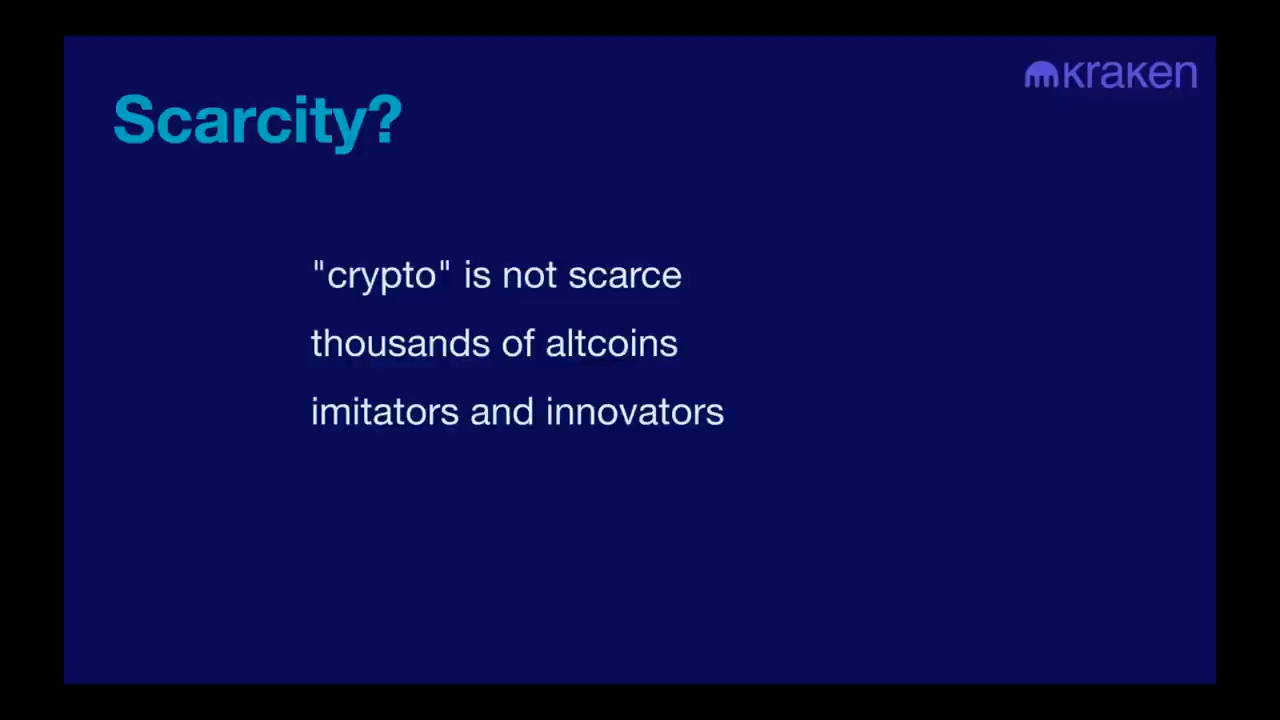 kraken
Scarcity?
"crypto" is not scarce
thousands of altcoins
imitators and innovators